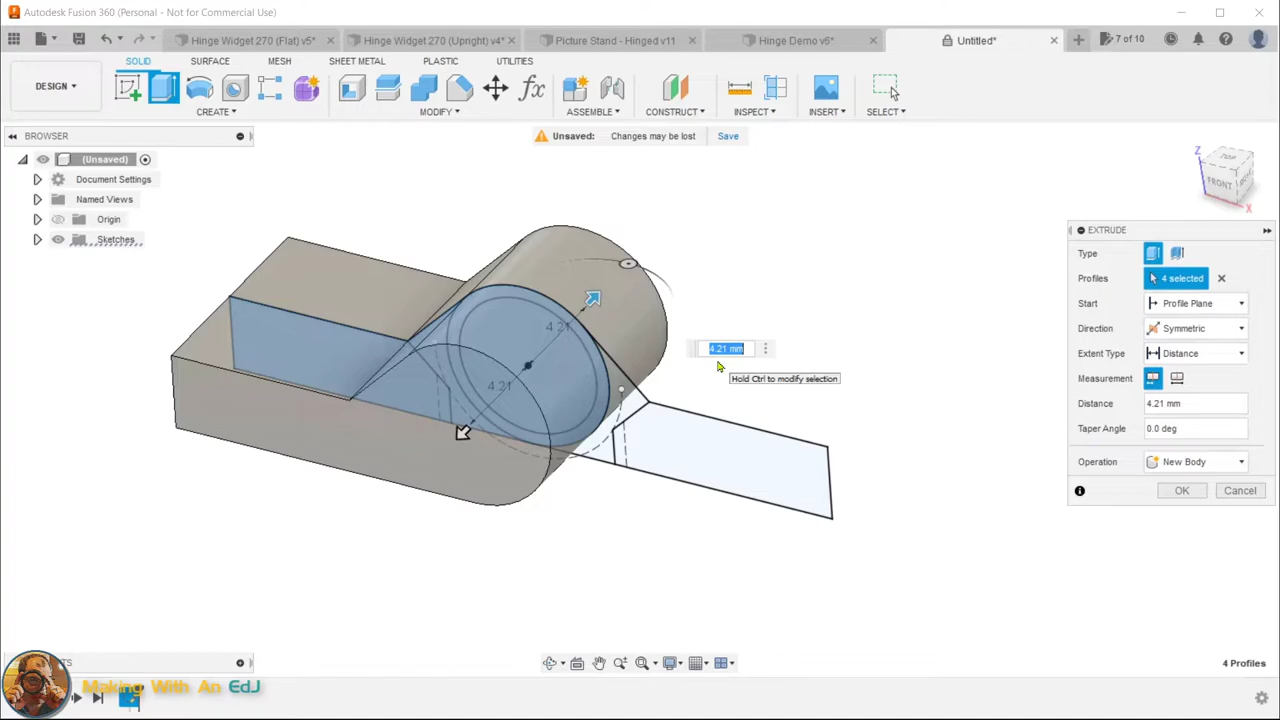 Autodesk Fusion 360 (Personal - Not for Commercial Use)
Hinge Widget 270 (Flat) v5*
Hinge Widget 270 (Upright) v4*
Picture Stand - Hinged v11
Hinge Demo v6*
Untitled*
7 of 10
SOLID
SURFACE
MESH
SHEET METAL
PLASTIC
UTILITIES
DESIGN
CREATE
MODIFY
ASSEMBLE
CONSTRUCT
INSPECT
INSERT
SELECT
BROWSER
Unsaved: Changes may be lost Save
(Unsaved)
Document Settings
Named Views
Origin
Sketches
Z
TOP
FRONT
X
EXTRUDE
Type
Profiles 4 selected
Start Profile Plane
Direction Symmetric
Extent Type Distance
Measurement
Distance 4.21 mm
Taper Angle 0.0 deg
Operation New Body
OK Cancel
4.21
4.21
4.21 mm
Hold Ctrl to modify selection
4 Profiles
Making With An EdJ